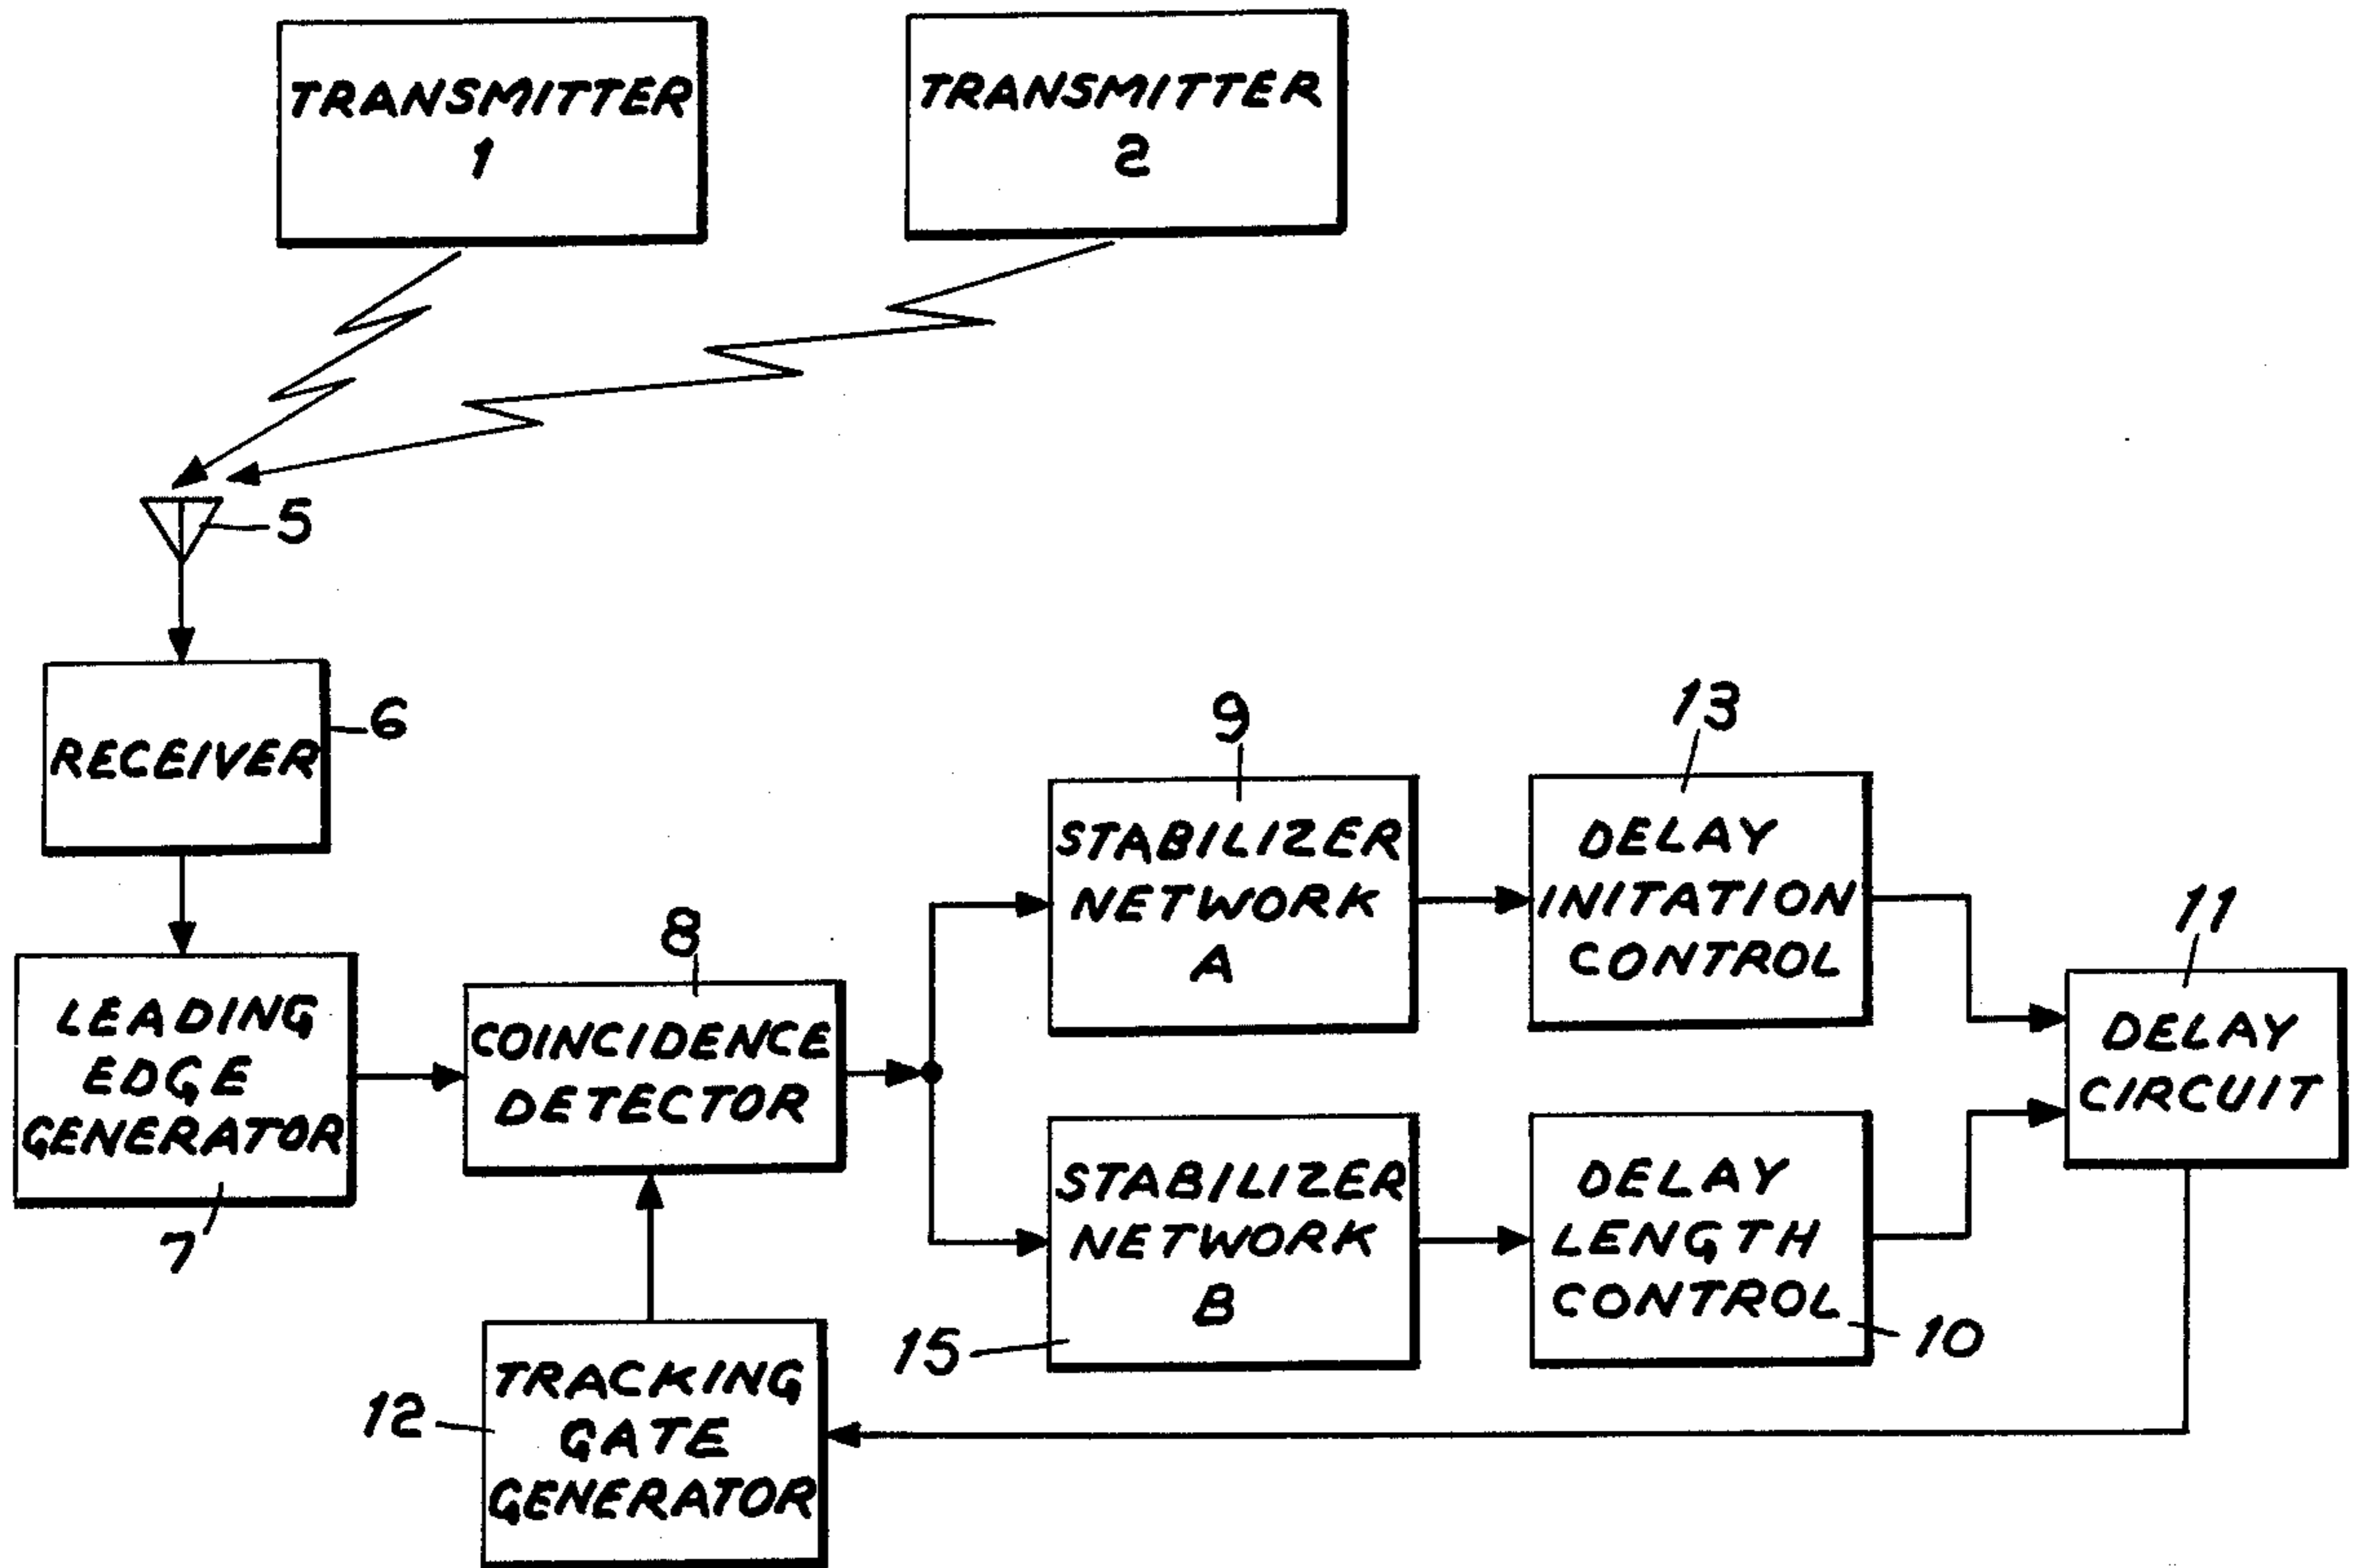 TRANSMITTER
1
TRANSMITTER
2
5
RECEIVER
6
LEADING
EDGE
GENERATOR
7
8
COINCIDENCE
DETECTOR
9
STABILIZER
NETWORK
A
13
DELAY
INITATION
CONTROL
11
DELAY
CIRCUIT
STABILIZER
NETWORK
B
15
DELAY
LENGTH
CONTROL
10
12
TRACKING
GATE
GENERATOR